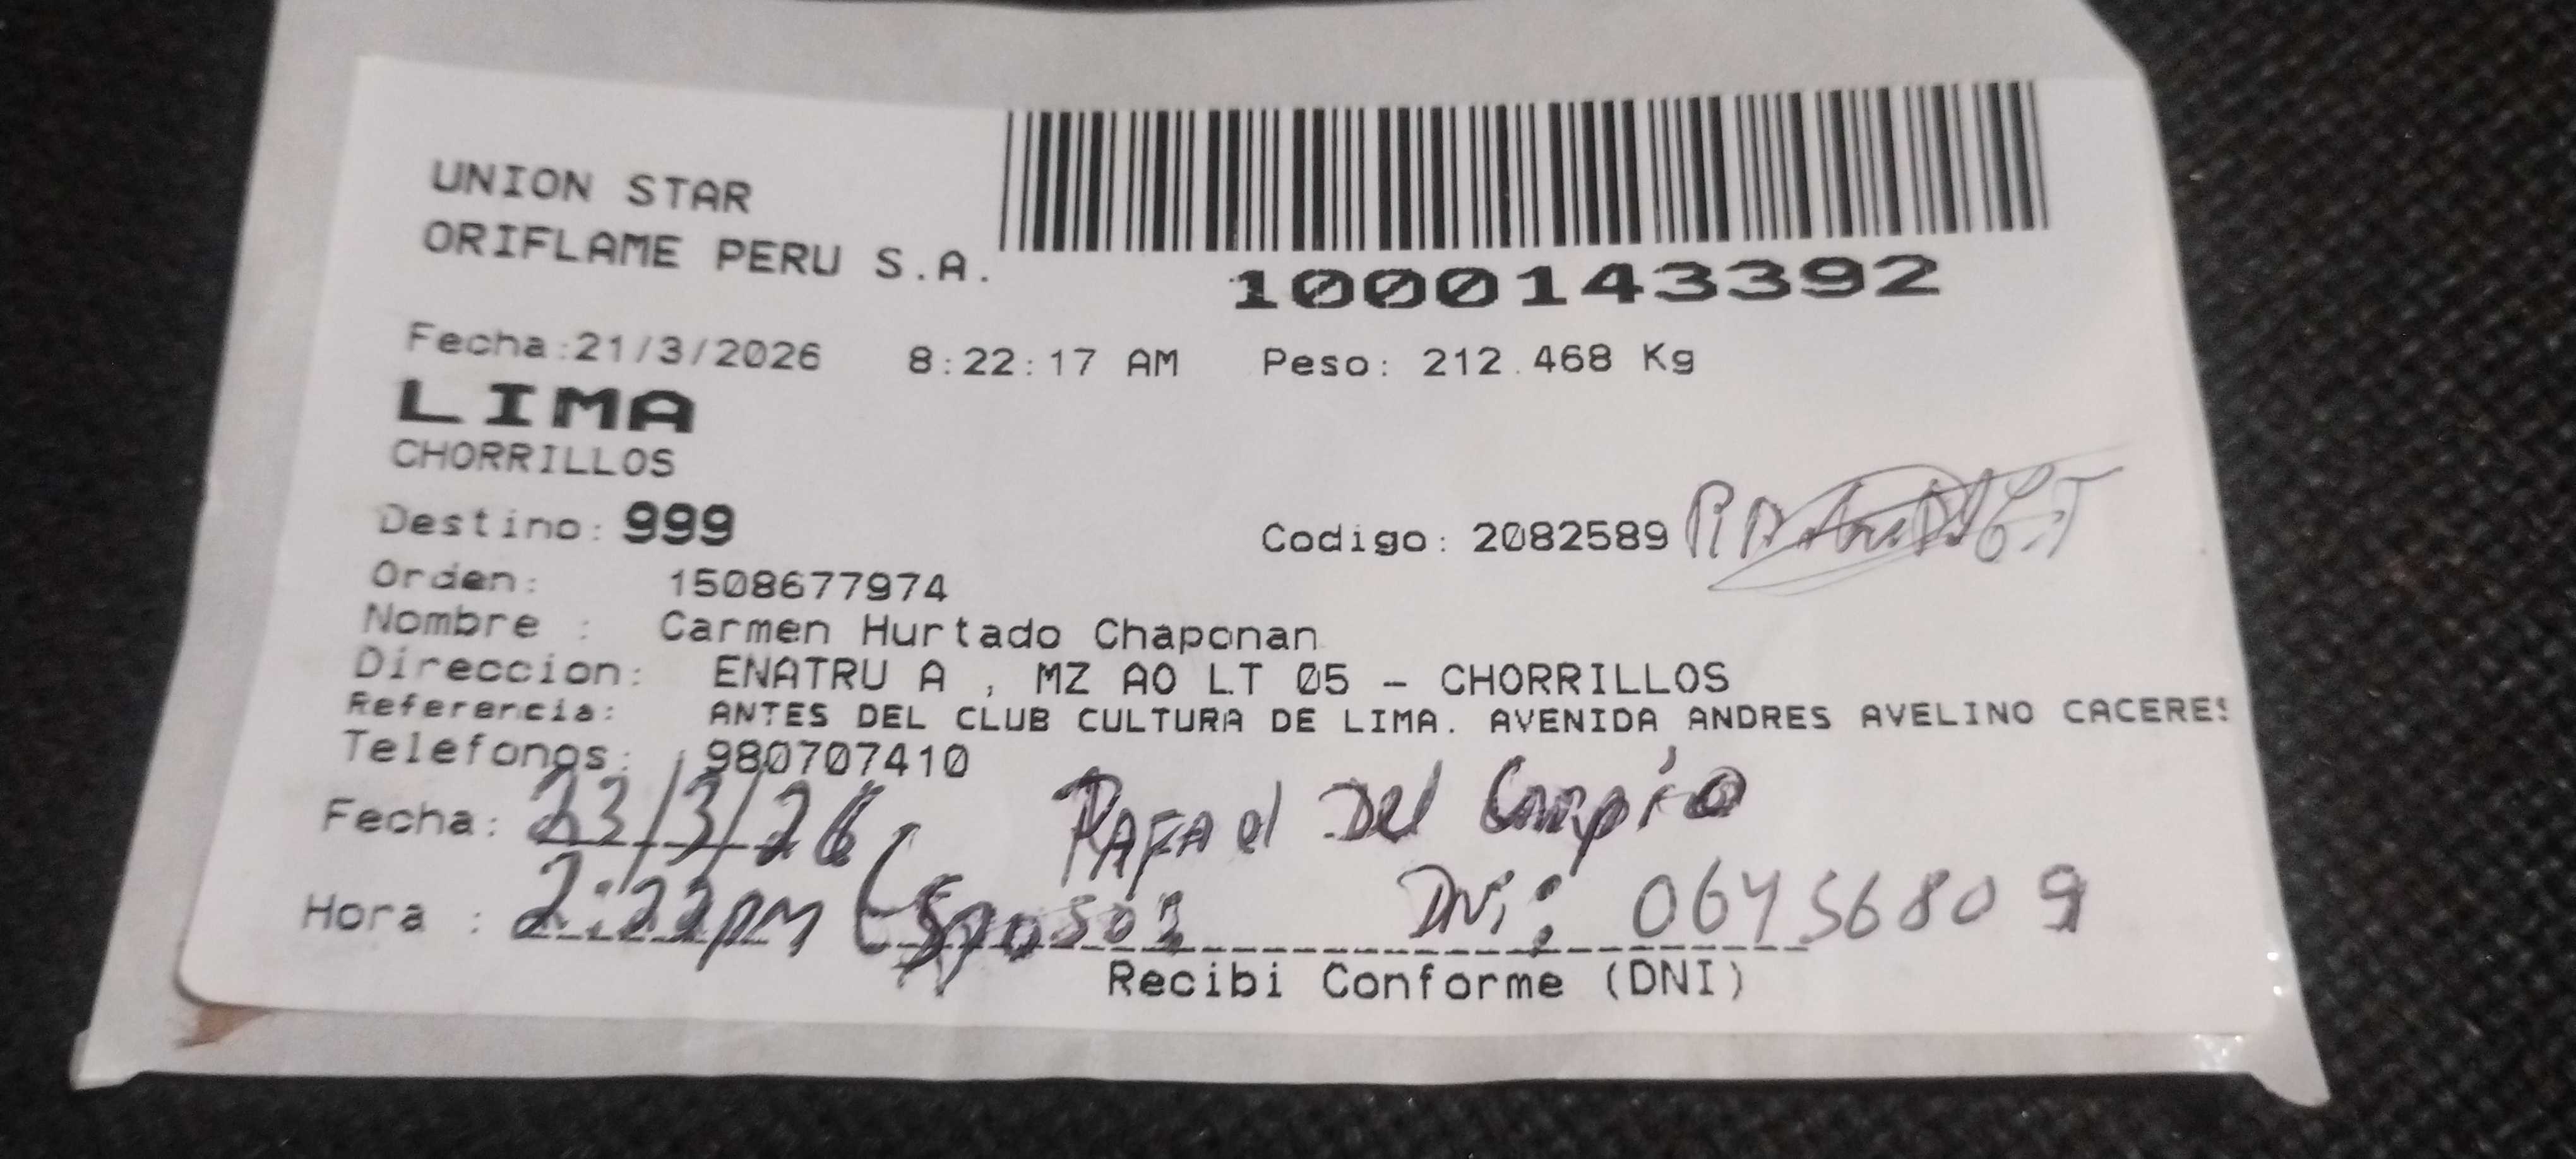 UNION STAR
ORIFLAME PERU S.A.
1000143392
Fecha:21/3/2026 8:22:17 AM Peso: 212.468 Kg
LIMA
CHORRILLOS
Destino: 999
Codigo: 2082589
Orden: 1508677974
Nombre : Carmen Hurtado Chaponan
Direccion: ENATRU A , MZ AO LT 05 - CHORRILLOS
Referencia: ANTES DEL CLUB CULTURA DE LIMA. AVENIDA ANDRES AVELINO CACERES
Telefonos: 980707410
Fecha: 23/3/26 Rafael Del
Hora : 2:22pm Esposo DNi: 06456809
Recibi Conforme (DNI)